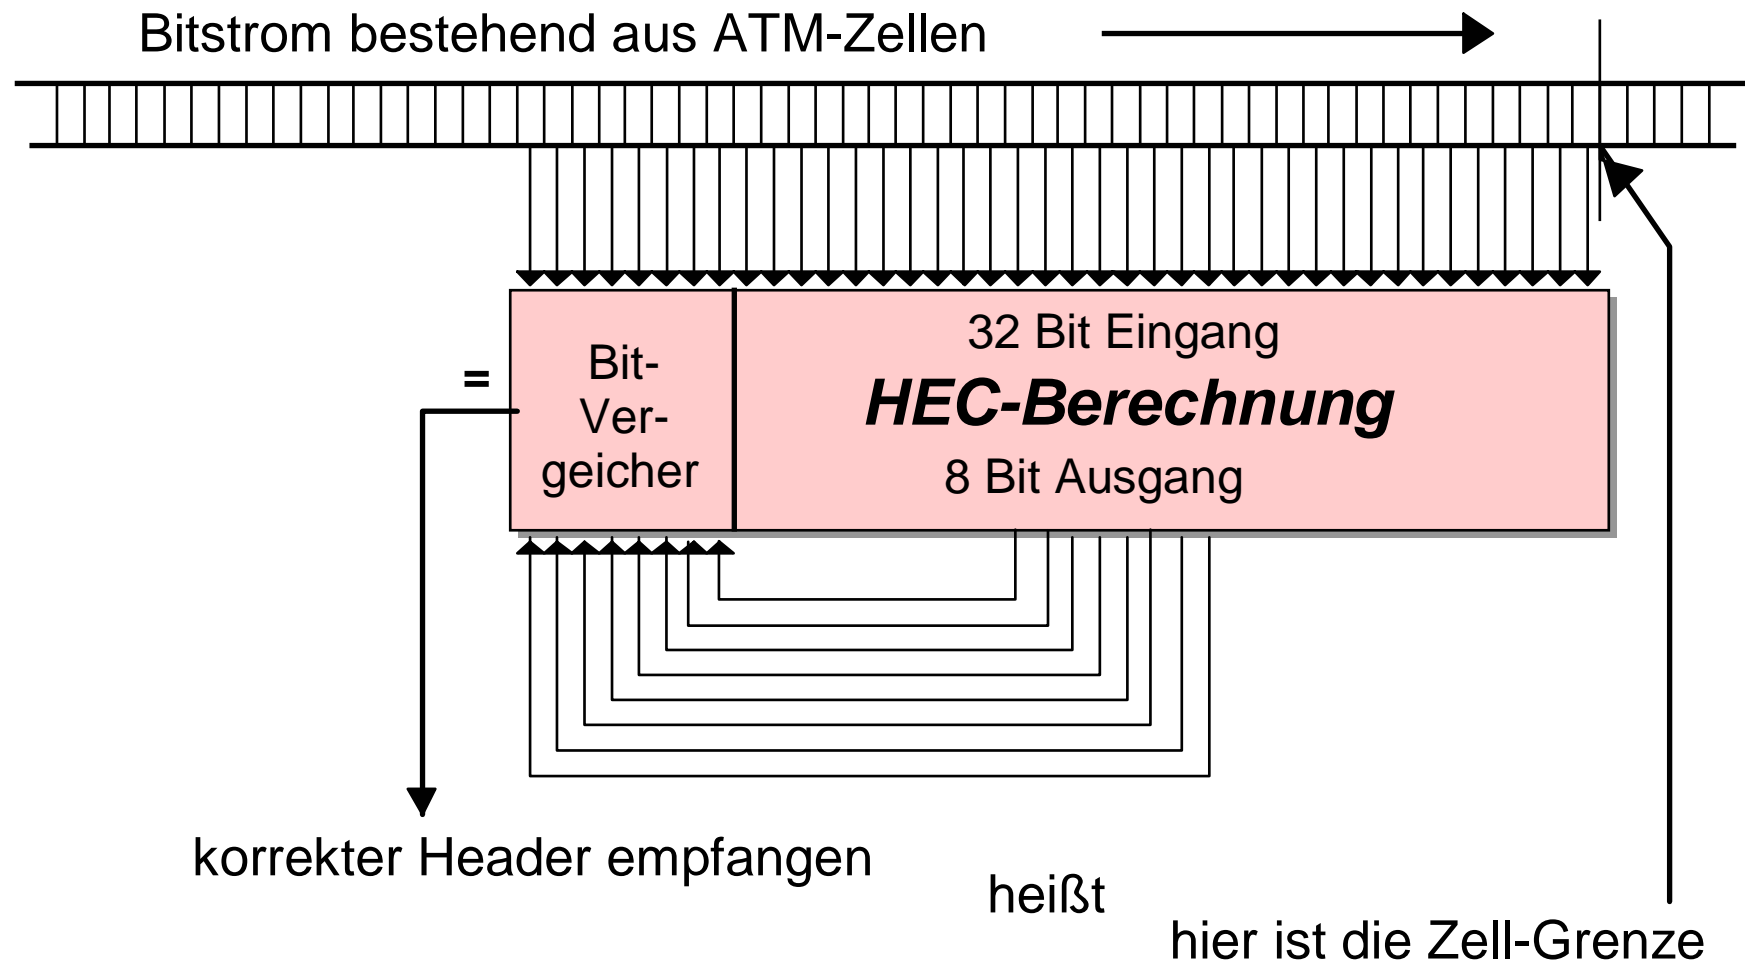 Bitstrom bestehend aus ATM-Zellen
32 Bit Eingang
HEC-Berechnung
8 Bit Ausgang
Bit-
Ver-
geicher
=
korrekter Header empfangen
heißt
hier ist die Zell-Grenze